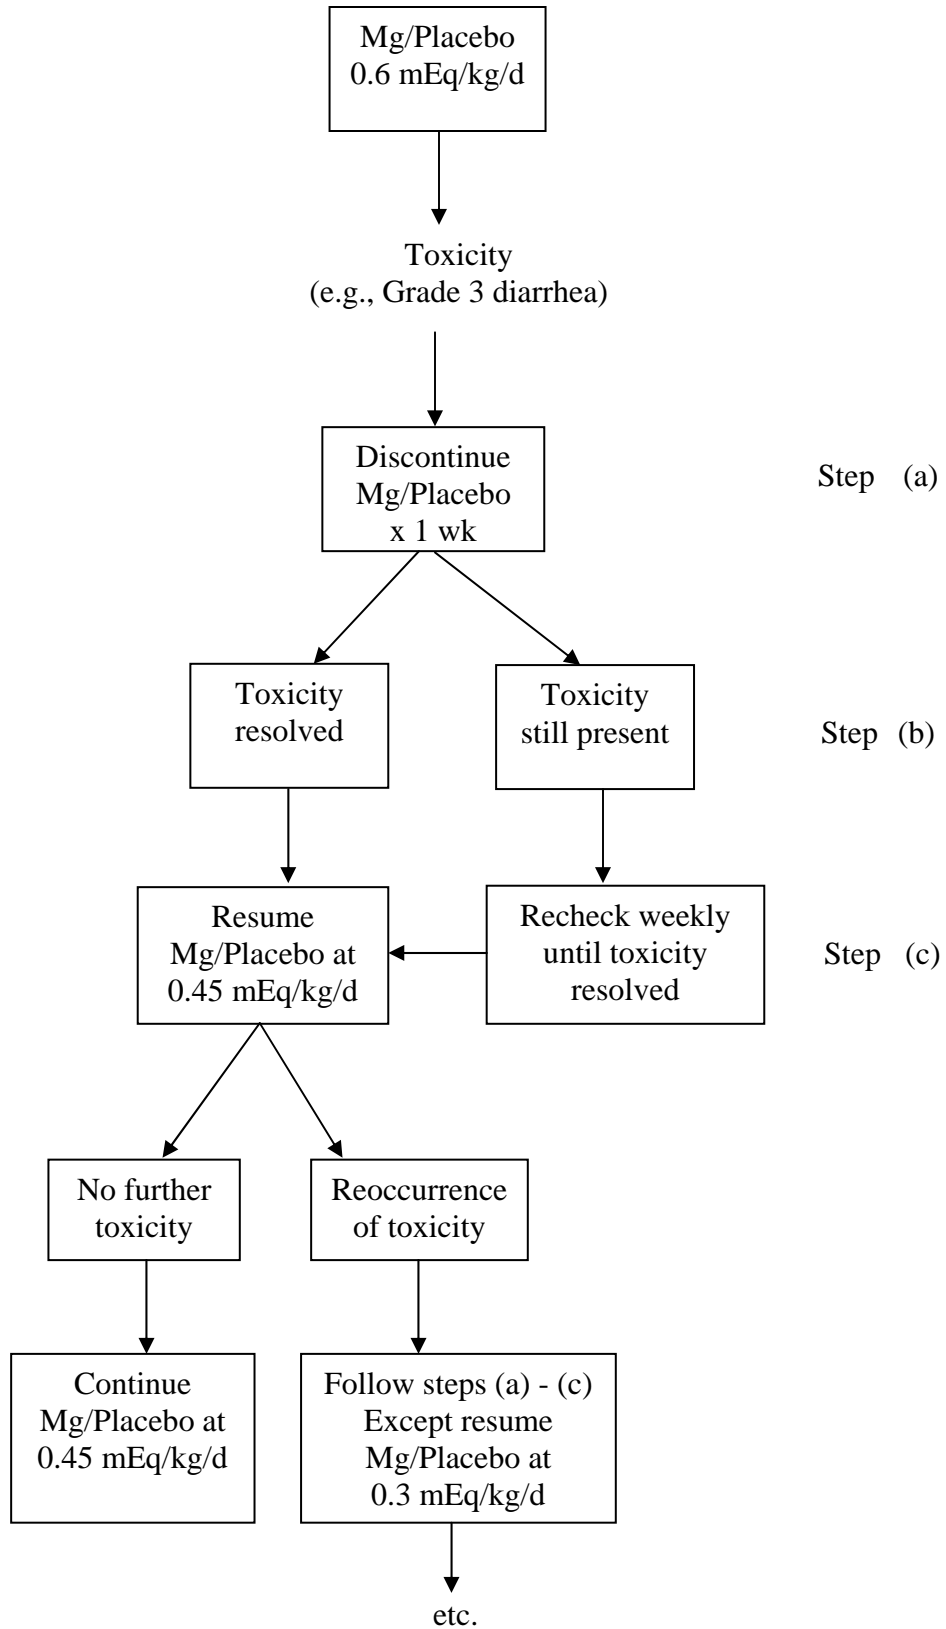 Mg/Placebo
0.6 mEq/kg/d
Toxicity
(e.g., Grade 3 diarrhea)
Discontinue
Mg/Placebo
x 1 wk
Step (a)
Toxicity
resolved
Toxicity
still present
Step (b)
Resume
Mg/Placebo at
0.45 mEq/kg/d
Recheck weekly
until toxicity
resolved
Step (c)
No further
toxicity
Reoccurrence
of toxicity
Continue
Mg/Placebo at
0.45 mEq/kg/d
Follow steps (a) - (c)
Except resume
Mg/Placebo at
0.3 mEq/kg/d
etc.